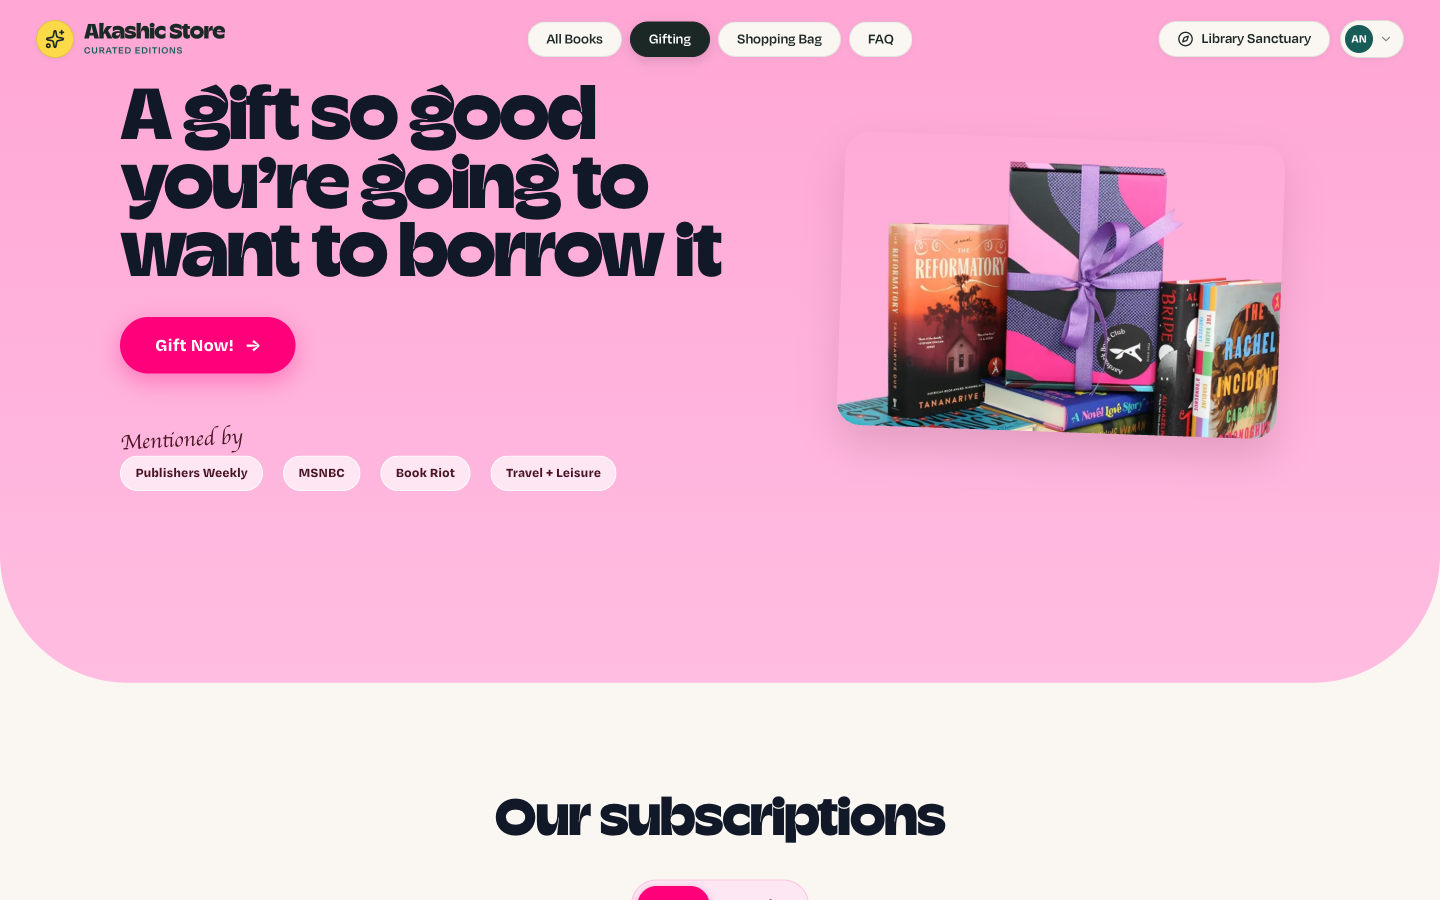 Akashic Store
CURATED EDITIONS
All Books
Gifting
Shopping Bag
FAQ
Library Sanctuary
AN
A gift so good
you’re going to
want to borrow it
Gift Now!
Mentioned by
Publishers Weekly
MSNBC
Book Riot
Travel + Leisure
A NOVEL
THE
REFORMATORY
TANANARIVE
A Novel Love Story
BRIDE
THE
RACHEL
INCIDENT
CAROLINE
Our subscriptions